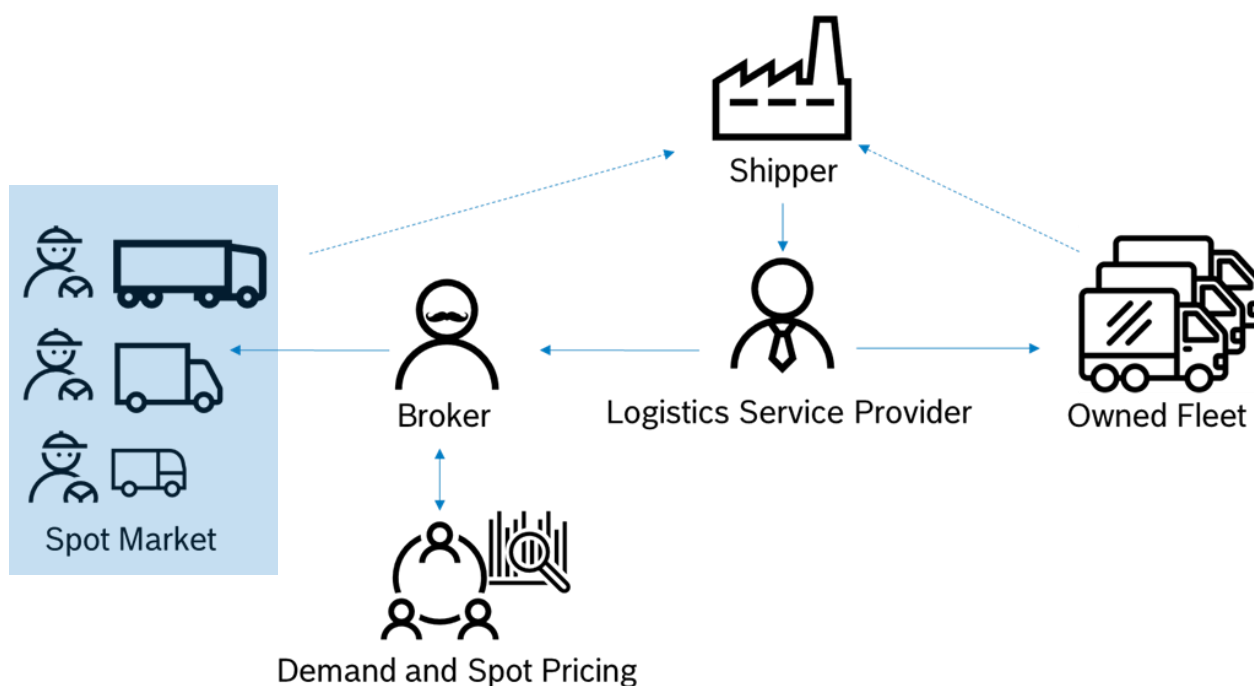 Shipper
Broker
Logistics Service Provider
Owned Fleet
Spot Market
Demand and Spot Pricing